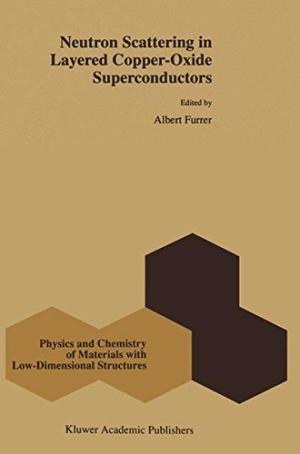 Neutron Scattering in
Layered Copper-Oxide
Superconductors
Edited by
Albert Furrer
Physics and Chemistry
of Materials with
Low-Dimensional Structures
Kluwer Academic Publishers